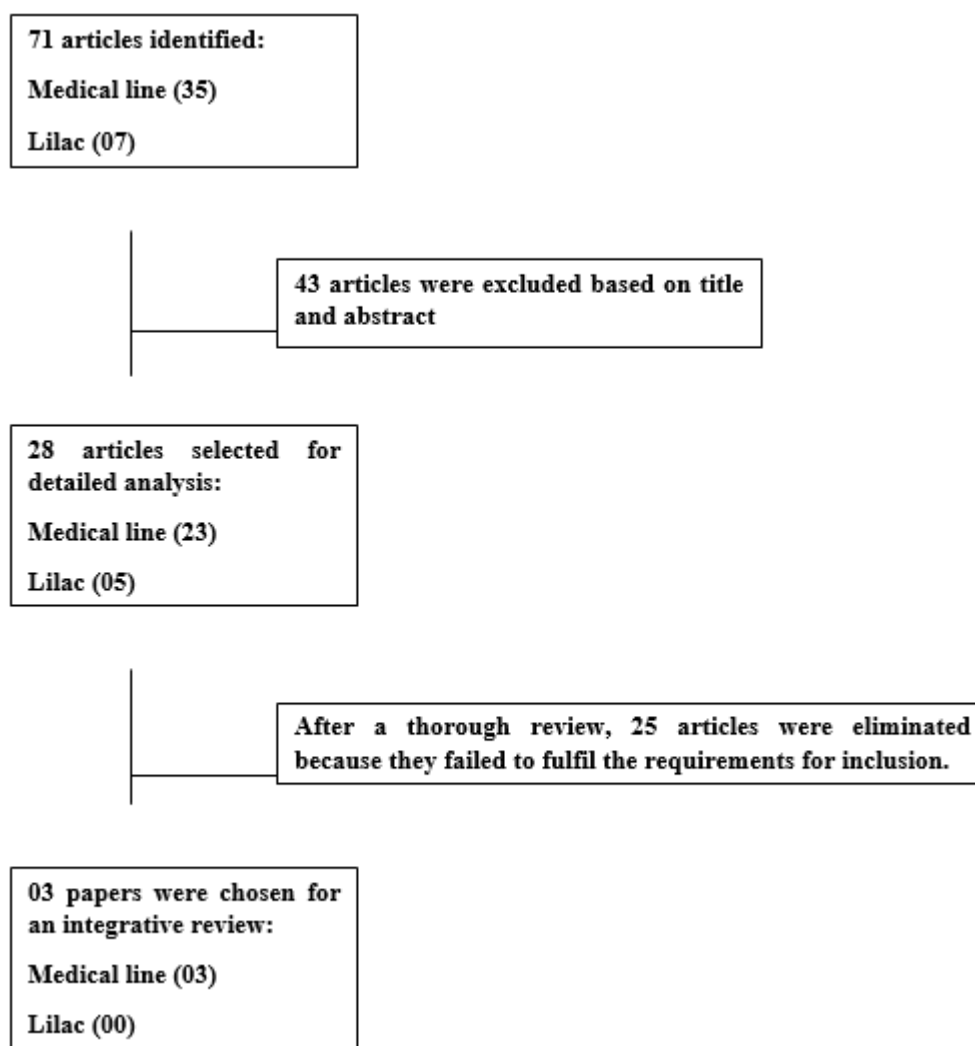 71 articles identified:
Medical line (35)
Lilac (07)
43 articles were excluded based on title
and abstract
28 articles selected for
detailed analysis:
Medical line (23)
Lilac (05)
After a thorough review, 25 articles were eliminated
because they failed to fulfil the requirements for inclusion.
03 papers were chosen for
an integrative review:
Medical line (03)
Lilac (00)